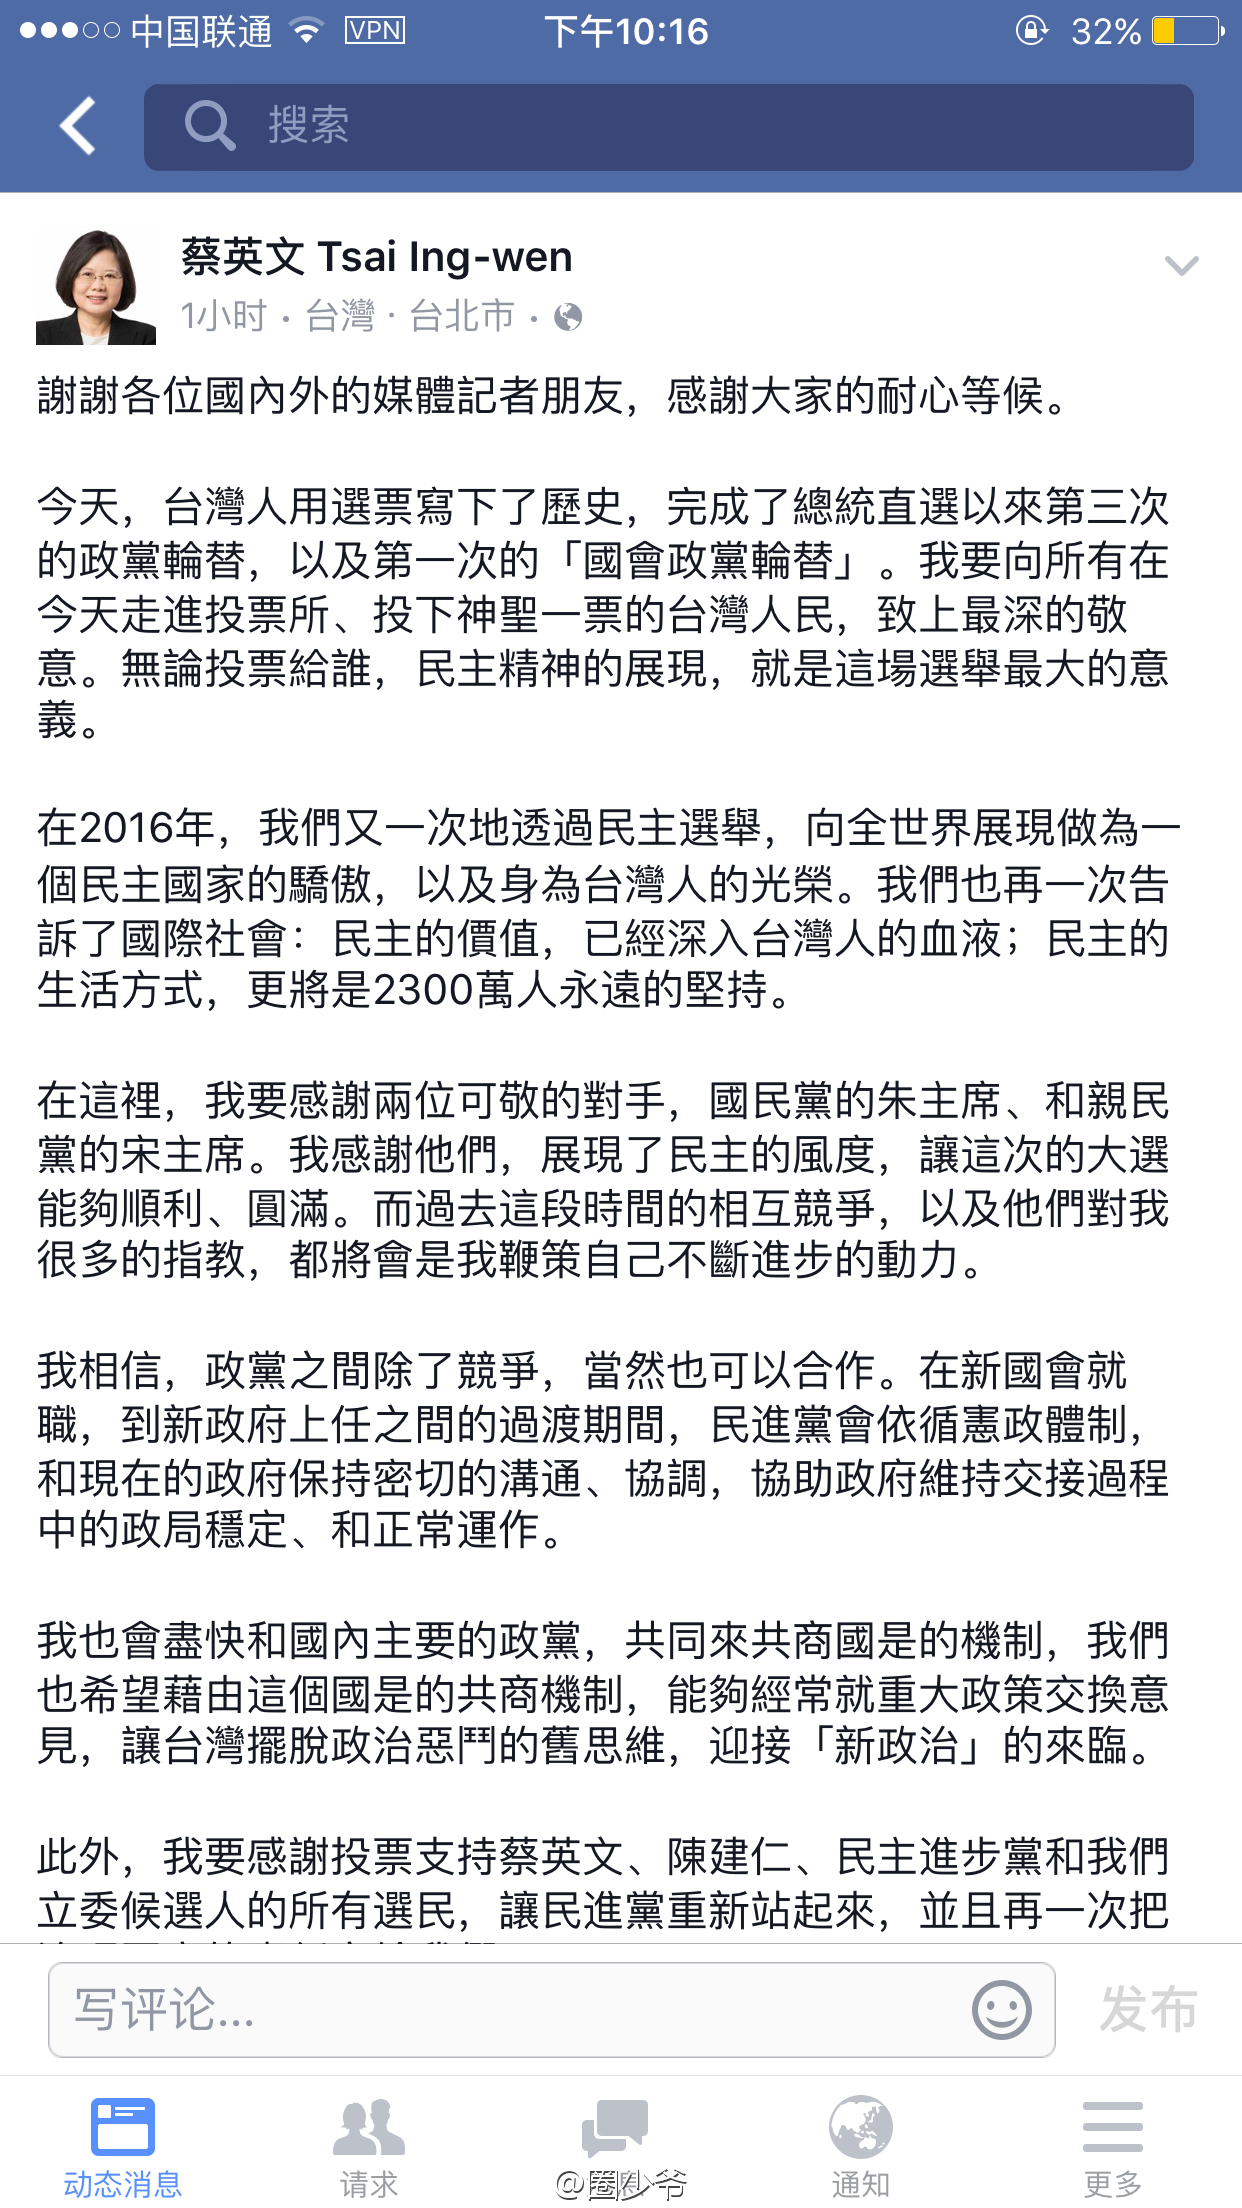 中国联通 VPN 下午10:16 32%
搜索
蔡英文 Tsai Ing-wen
1小时 · 台灣 · 台北市 ·
謝謝各位國內外的媒體記者朋友，感謝大家的耐心等候。
今天，台灣人用選票寫下了歷史，完成了總統直選以來第三次
的政黨輪替，以及第一次的「國會政黨輪替」。我要向所有在
今天走進投票所、投下神聖一票的台灣人民，致上最深的敬
意。無論投票給誰，民主精神的展現，就是這場選舉最大的意
義。
在2016年，我們又一次地透過民主選舉，向全世界展現做為一
個民主國家的驕傲，以及身為台灣人的光榮。我們也再一次告
訴了國際社會：民主的價值，已經深入台灣人的血液；民主的
生活方式，更將是2300萬人永遠的堅持。
在這裡，我要感謝兩位可敬的對手，國民黨的朱主席、和親民
黨的宋主席。我感謝他們，展現了民主的風度，讓這次的大選
能夠順利、圓滿。而過去這段時間的相互競爭，以及他們對我
很多的指教，都將會是我鞭策自己不斷進步的動力。
我相信，政黨之間除了競爭，當然也可以合作。在新國會就
職，到新政府上任之間的過渡期間，民進黨會依循憲政體制，
和現在的政府保持密切的溝通、協調，協助政府維持交接過程
中的政局穩定、和正常運作。
我也會盡快和國內主要的政黨，共同來共商國是的機制，我們
也希望藉由這個國是的共商機制，能夠經常就重大政策交換意
見，讓台灣擺脫政治惡鬥的舊思維，迎接「新政治」的來臨。
此外，我要感謝投票支持蔡英文、陳建仁、民主進步黨和我們
立委候選人的所有選民，讓民進黨重新站起來，並且再一次把
写评论... 发布
动态消息 请求 @圈少爷 通知 更多